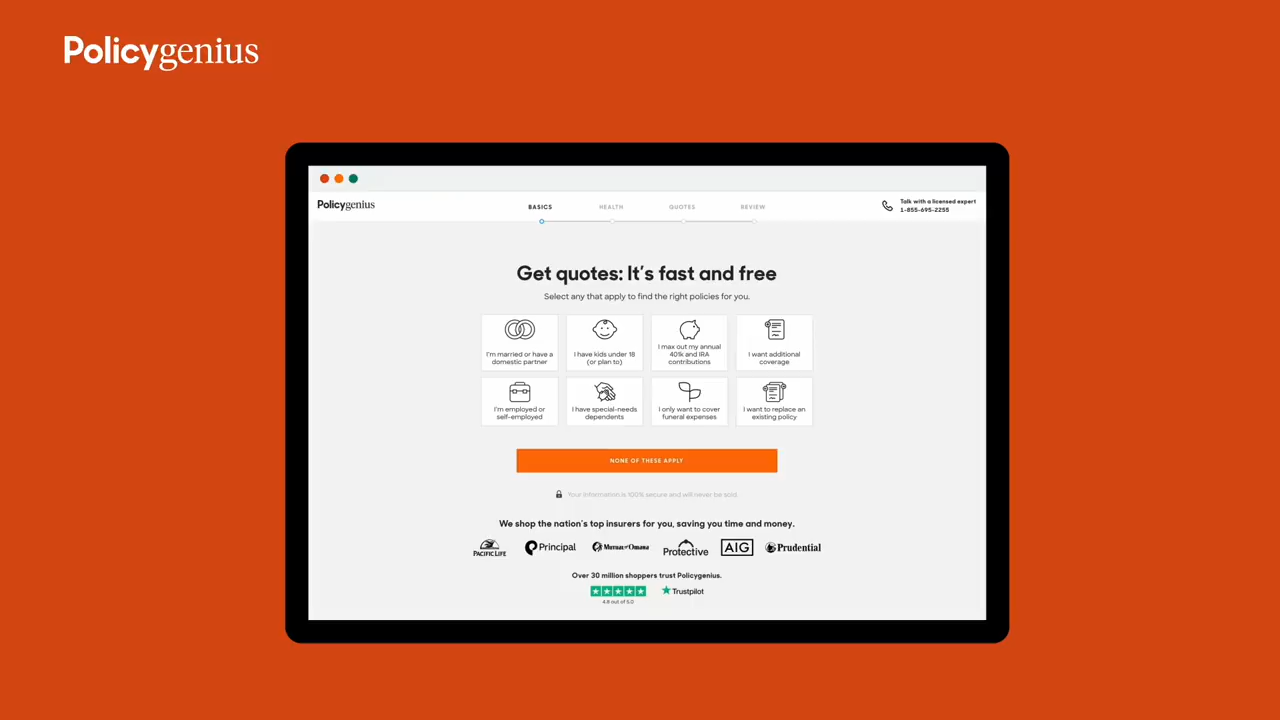 Policygenius
Policygenius
BASICS
HEALTH
QUOTES
REVIEW
Talk with a licensed expert
1-855-695-2255
Get quotes: It's fast and free
Select any that apply to find the right policies for you.
I'm married or have a
domestic partner
I have kids under 18
(or plan to)
I max out my annual
401k and IRA
contributions
I want additional
coverage
I'm employed or
self-employed
I have special-needs
dependents
I only want to cover
funeral expenses
I want to replace an
existing policy
NONE OF THESE APPLY
Your information is 100% secure and will never be sold.
We shop the nation's top insurers for you, saving you time and money.
PACIFIC LIFE
Principal
Mutual of Omaha
Protective
AIG
Prudential
Over 30 million shoppers trust Policygenius.
Trustpilot
4.8 out of 5.0